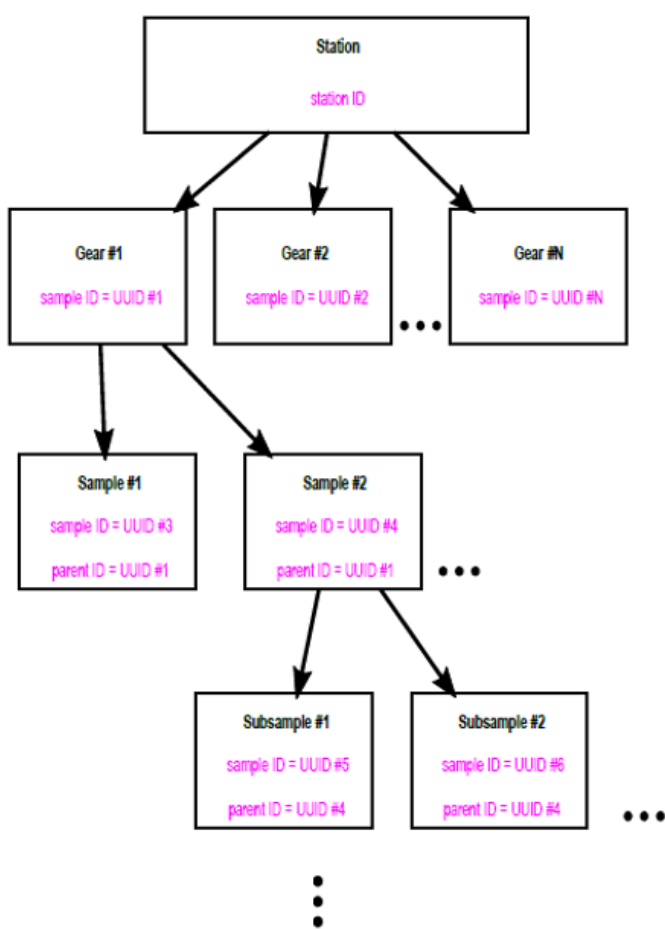 Station
station ID
Gear #1
sample ID = UUID #1
Gear #2
sample ID = UUID #2
Gear #N
sample ID = UUID #N
Sample #1
sample ID = UUID #3
parent ID = UUID #1
Sample #2
sample ID = UUID #4
parent ID = UUID #1
Subsample #1
sample ID = UUID #5
parent ID = UUID #4
Subsample #2
sample ID = UUID #6
parent ID = UUID #4